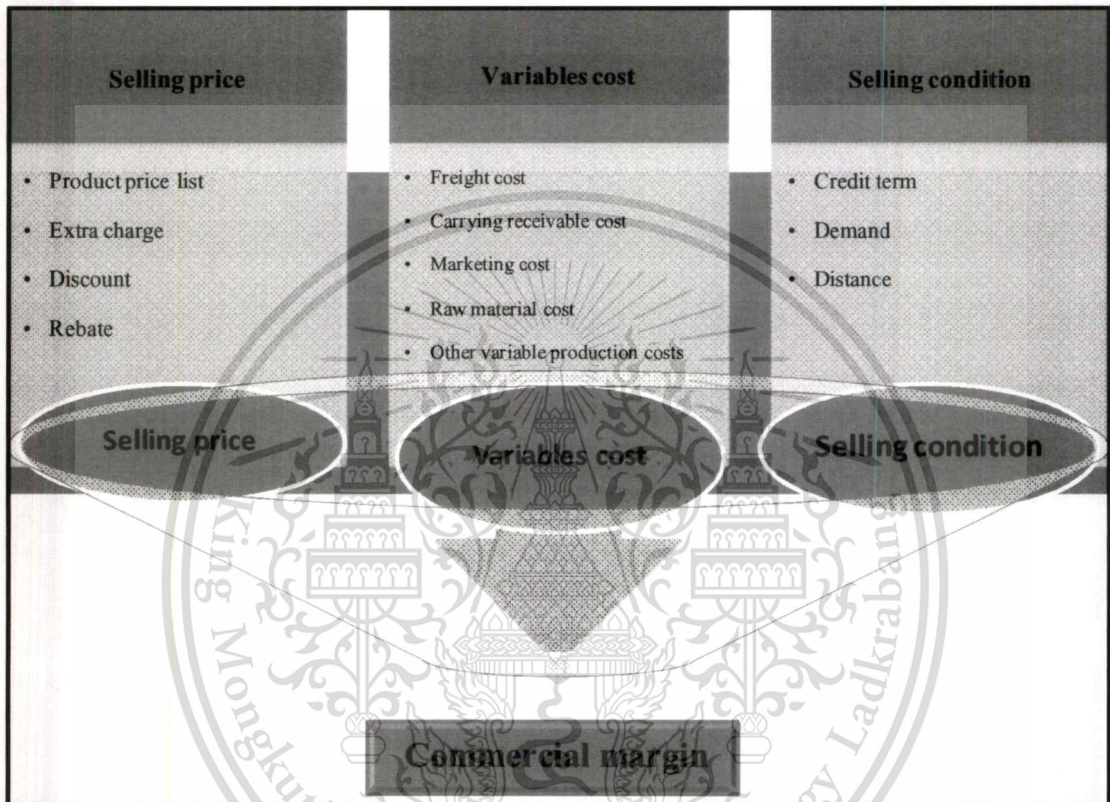 Selling price
Variables cost
Selling condition
• Product price list
• Extra charge
• Discount
• Rebate
• Freight cost
• Carrying receivable cost
• Marketing cost
• Raw material cost
• Other variable production costs
• Credit term
• Demand
• Distance
Selling price
Variables cost
Selling condition
Commercial margin
King Mongkut
Ladkrabang